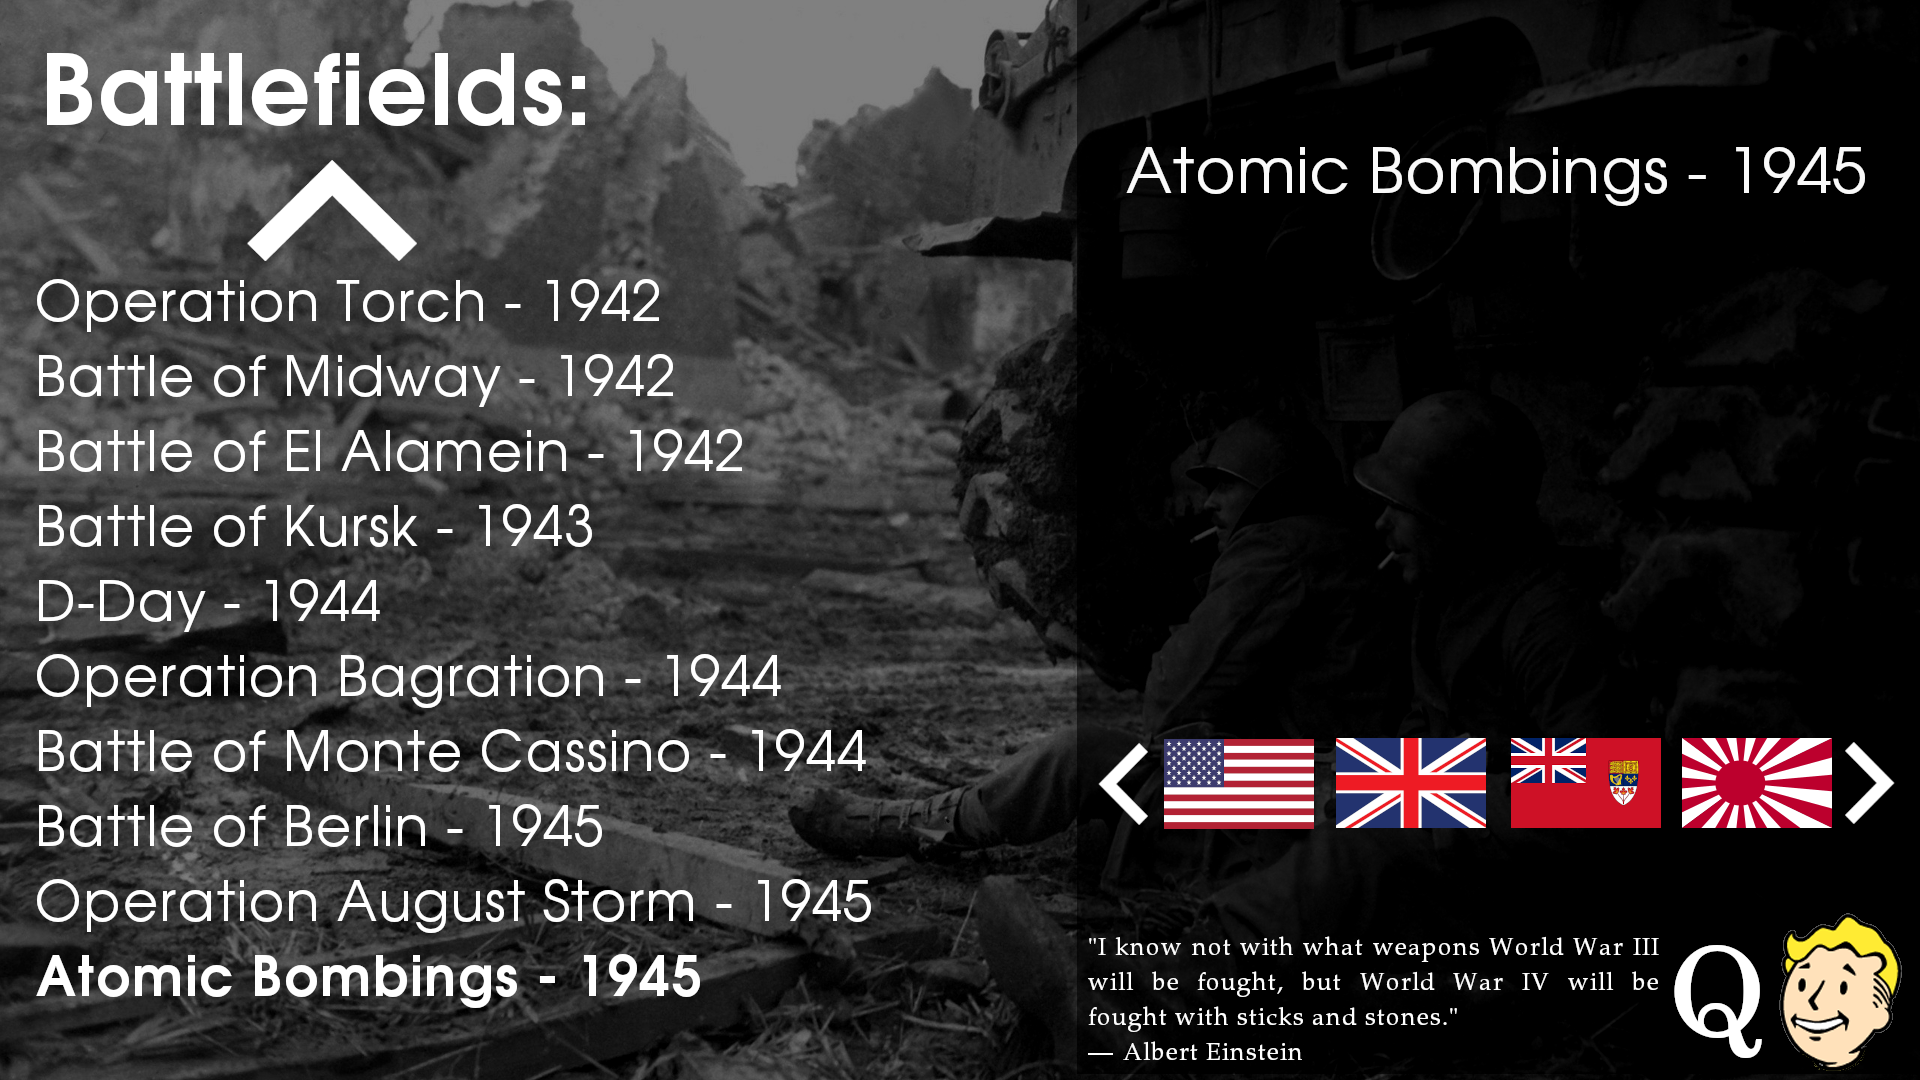 Battlefields:
Operation Torch - 1942
Battle of Midway - 1942
Battle of El Alamein - 1942
Battle of Kursk - 1943
D-Day - 1944
Operation Bagration - 1944
Battle of Monte Cassino - 1944
Battle of Berlin - 1945
Operation August Storm - 1945
Atomic Bombings - 1945
Atomic Bombings - 1945
"I know not with what weapons World War III
will be fought, but World War IV will be
fought with sticks and stones."
— Albert Einstein
Q